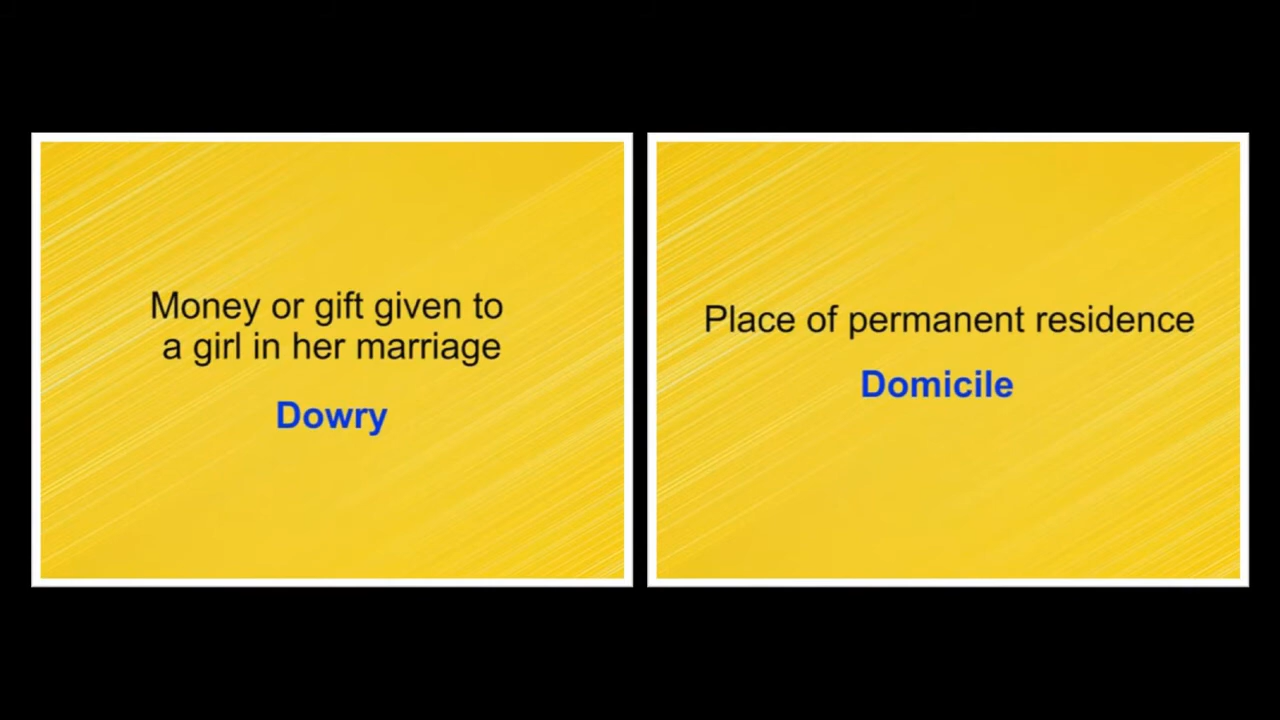 Money or gift given to
a girl in her marriage
Dowry
Place of permanent residence
Domicile